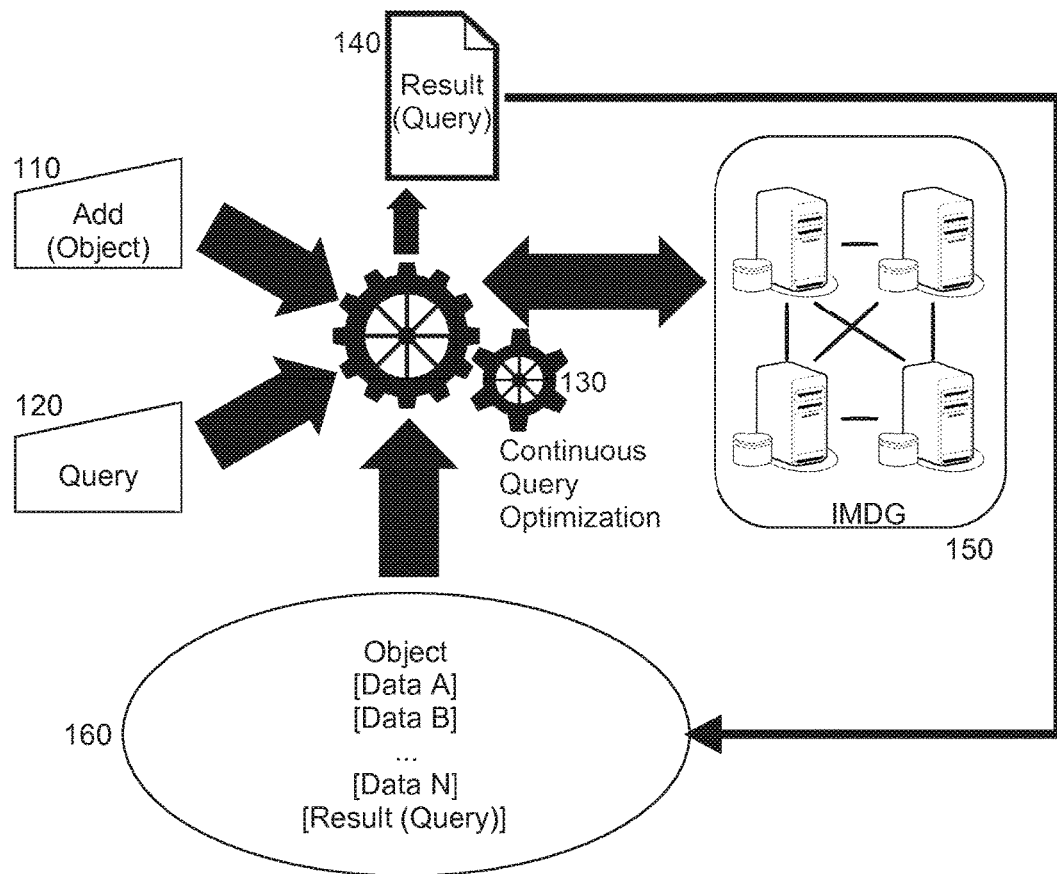 140
Result
(Query)
110
Add
(Object)
120
Query
130
Continuous
Query
Optimization
IMDG
150
160
Object
[Data A]
[Data B]
...
[Data N]
[Result (Query)]